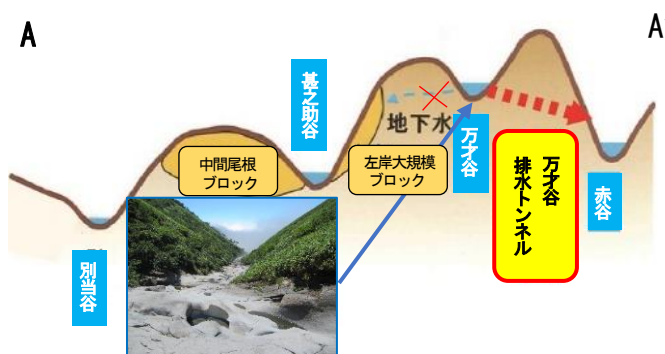 A
A
甚之助谷
地下水
万才谷
中間尾根
ブロック
左岸大規模
ブロック
万才谷
排水トンネル
赤谷
別当谷